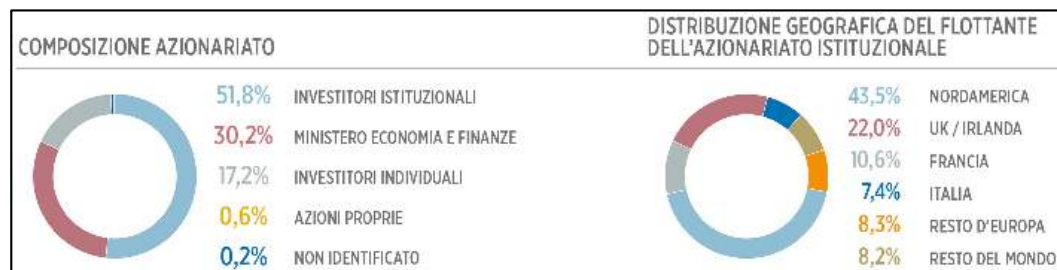 COMPOSIZIONE AZIONARIATO
51,8% INVESTITORI ISTITUZIONALI
30,2% MINISTERO ECONOMIA E FINANZE
17,2% INVESTITORI INDIVIDUALI
0,6% AZIONI PROPRIE
0,2% NON IDENTIFICATO
DISTRIBUZIONE GEOGRAFICA DEL FLOTTANTE
DELL'AZIONARIATO ISTITUZIONALE
43,5% NORDAMERICA
22,0% UK / IRLANDA
10,6% FRANCIA
7,4% ITALIA
8,3% RESTO D'EUROPA
8,2% RESTO DEL MONDO